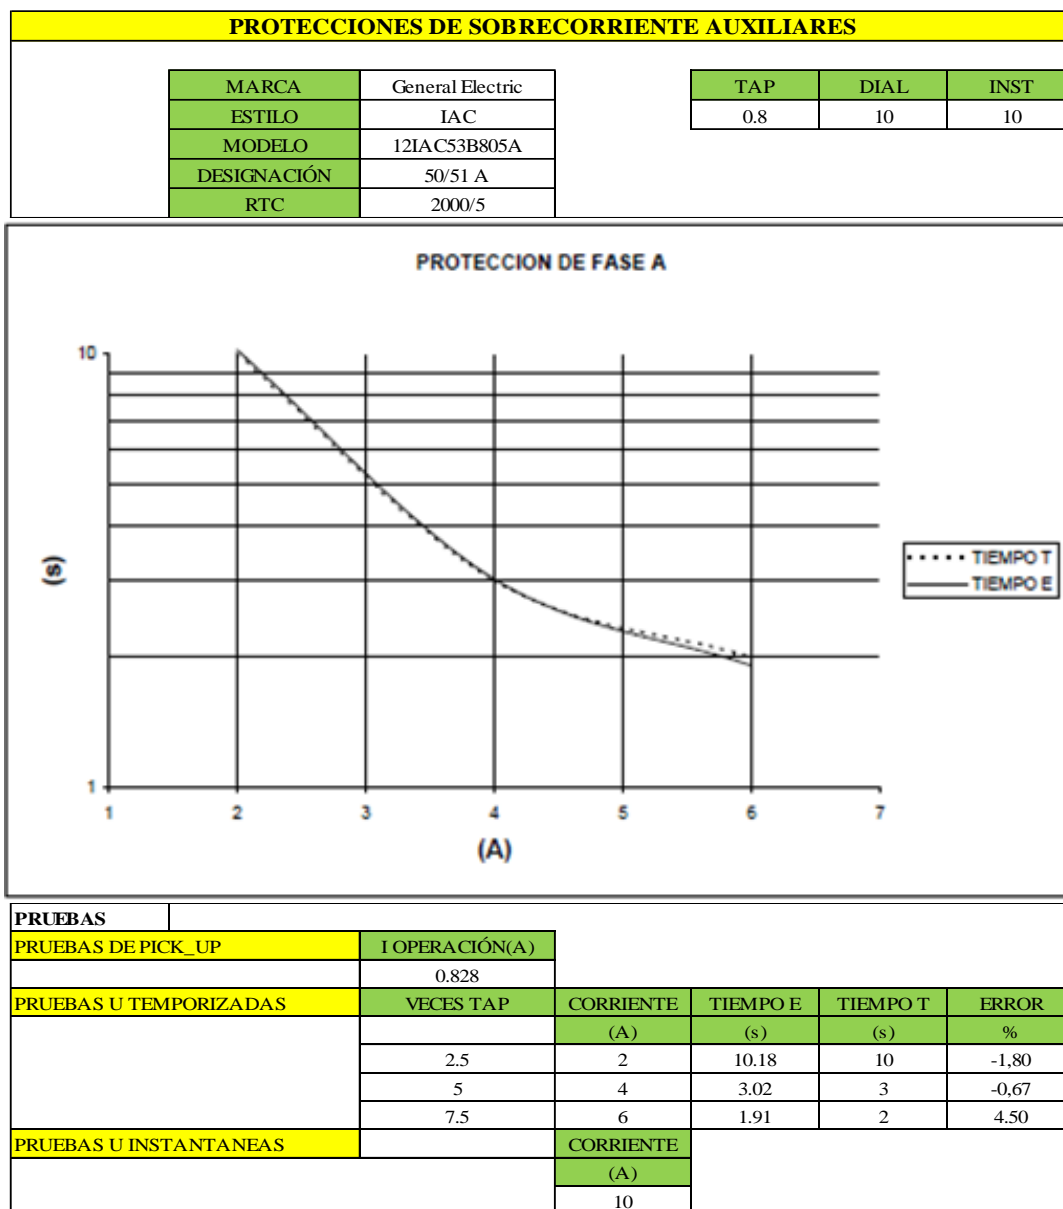 PROTECCIONES DE SOBRECORRIENTE AUXILIARES
MARCA General Electric TAP DIAL INST
ESTILO IAC 0.8 10 10
MODELO 12IAC53B805A
DESIGNACIÓN 50/51 A
RTC 2000/5
PROTECCION DE FASE A
10
(s)
TIEMPO T
TIEMPO E
1
1 2 3 4 5 6 7
(A)
PRUEBAS
PRUEBAS DE PICK_UP I OPERACIÓN(A)
0.828
PRUEBAS U TEMPORIZADAS VECES TAP CORRIENTE TIEMPO E TIEMPO T ERROR
(A) (s) (s) %
2.5 2 10.18 10 -1,80
5 4 3.02 3 -0,67
7.5 6 1.91 2 4.50
PRUEBAS U INSTANTANEAS CORRIENTE
(A)
10